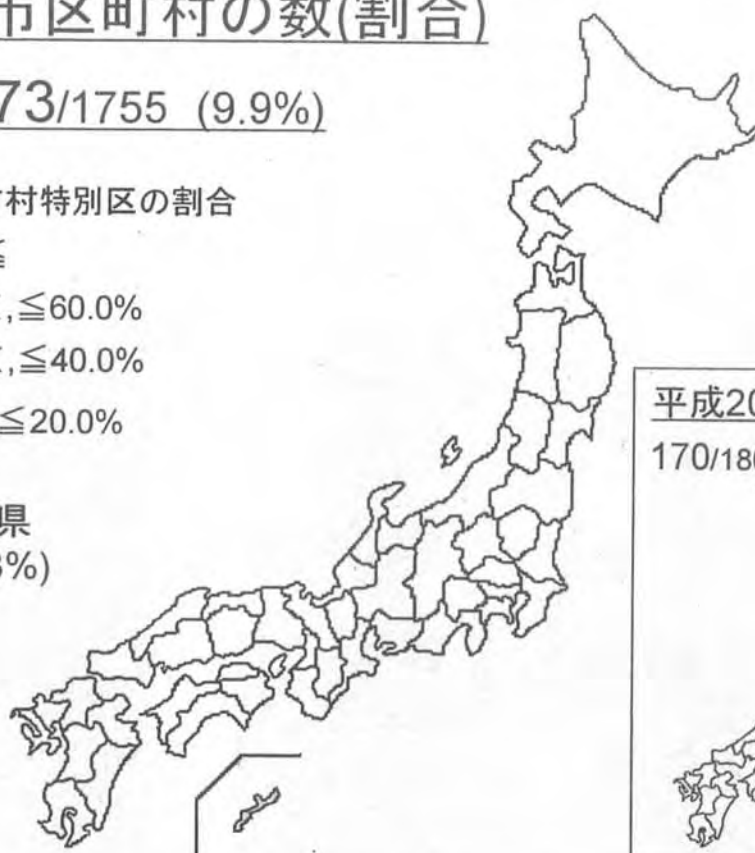 市区町村の数(割合)
73/1755 (9.9%)
村特別区の割合
≦
,≦60.0%
,≦40.0%
≦20.0%
県
%)
平成20
170/18